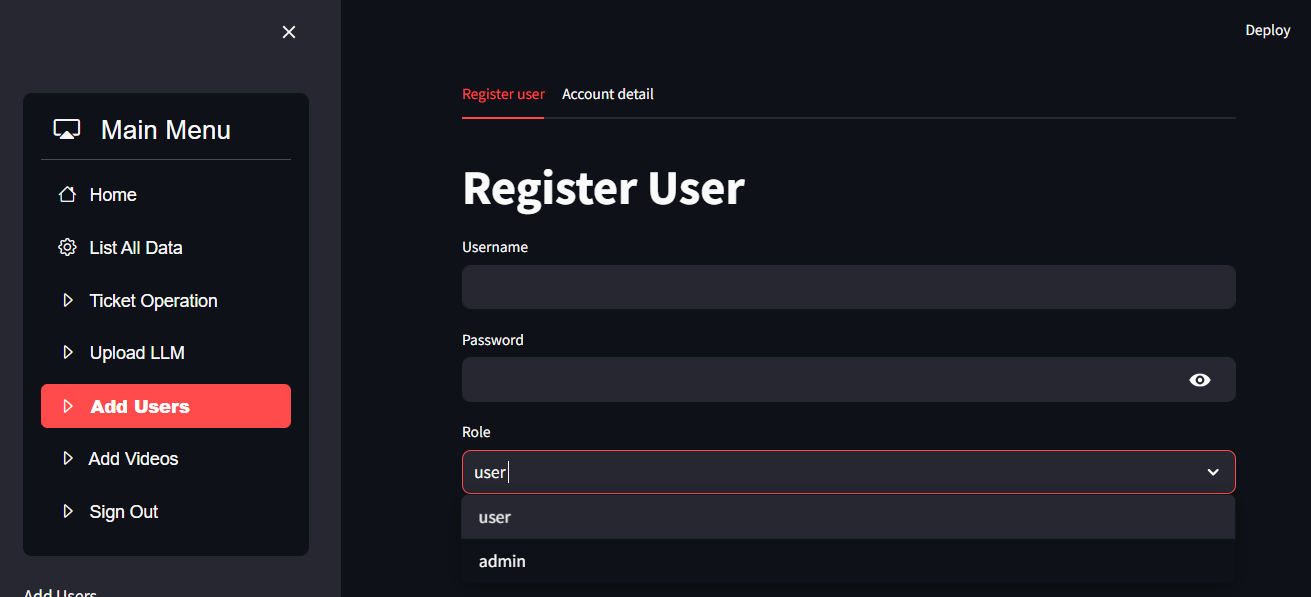 Deploy
Main Menu
Home
List All Data
Ticket Operation
Upload LLM
Add Users
Add Videos
Sign Out
Add Users
Register user
Account detail
Register User
Username
Password
Role
user
user
admin